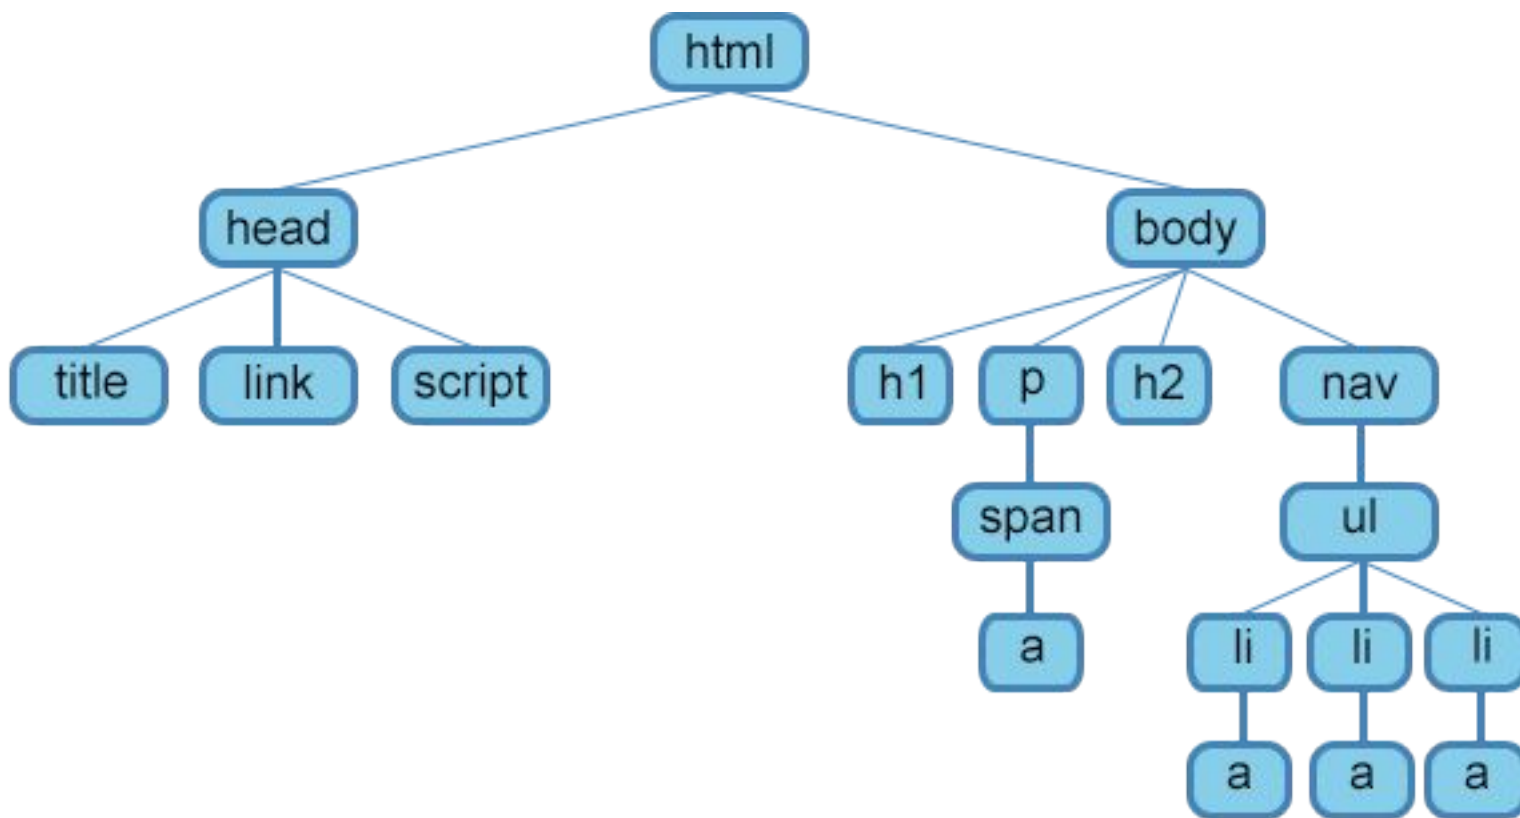 html
head
body
title
link
script
h1
p
h2
nav
span
ul
a
li
li
li
a
a
a